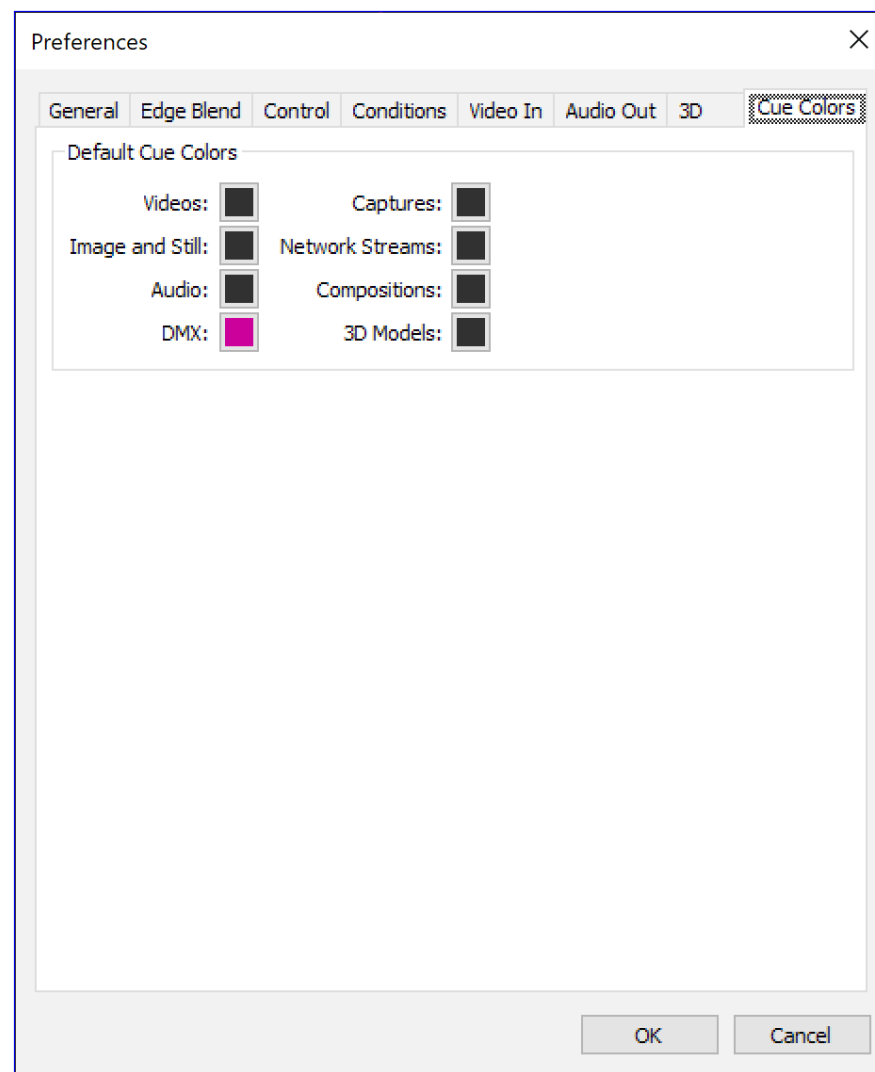 Preferences
General Edge Blend Control Conditions Video In Audio Out 3D Cue Colors
Default Cue Colors
Videos: Captures:
Image and Still: Network Streams:
Audio: Compositions:
DMX: 3D Models:
OK Cancel